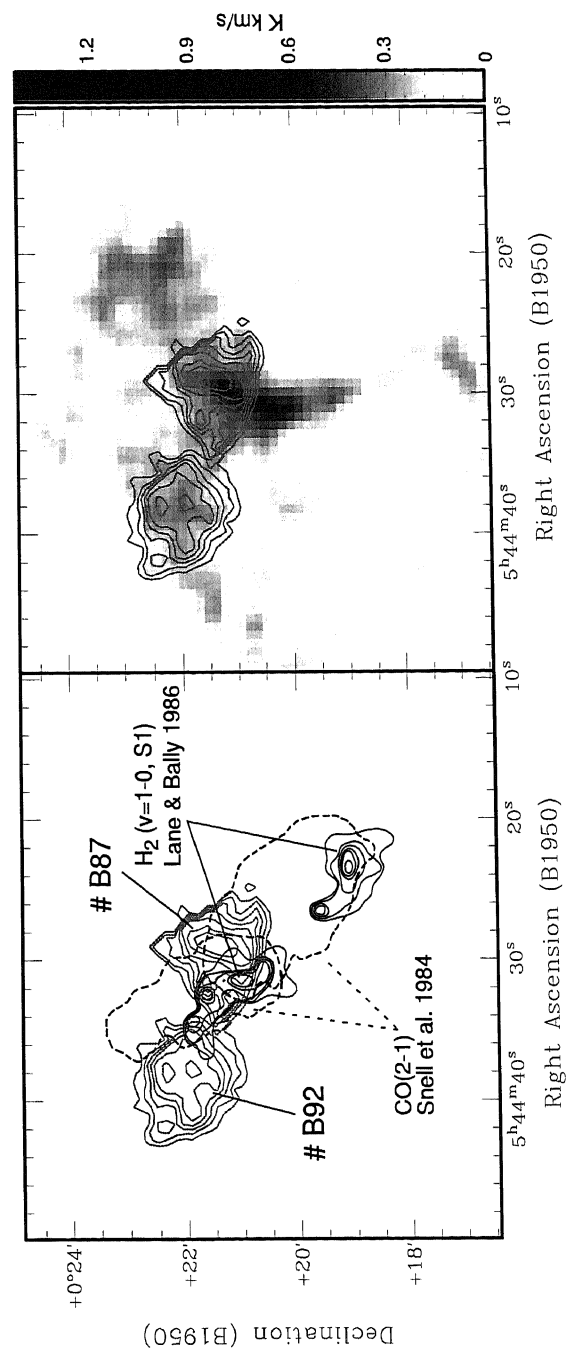 Declination (B1950)
+0°24'
+22'
+20'
+18'
# B92
# B87
H2 (v=1-0, S1)
Lane & Bally 1986
CO(2-1)
Snell et al. 1984
5h44m40s
30s
20s
10s
Right Ascension (B1950)
5h44m40s
30s
20s
10s
Right Ascension (B1950)
0
0.3
0.6
0.9
1.2
K km/s